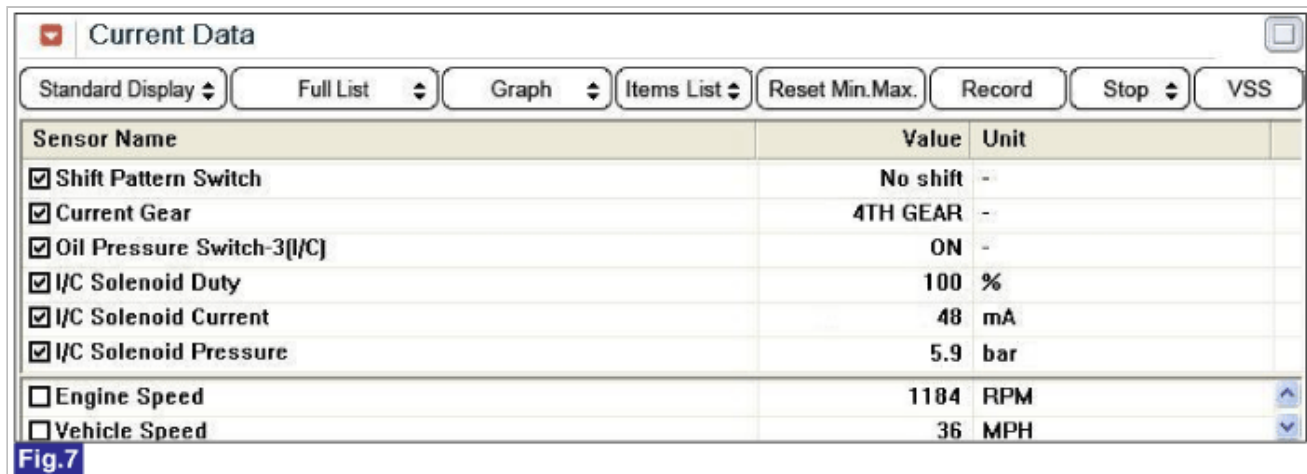 Current Data
Standard Display Full List Graph Items List Reset Min.Max. Record Stop VSS
Sensor Name Value Unit
Shift Pattern Switch No shift -
Current Gear 4TH GEAR -
Oil Pressure Switch-3(I/C) ON -
I/C Solenoid Duty 100 %
I/C Solenoid Current 48 mA
I/C Solenoid Pressure 5.9 bar
Engine Speed 1184 RPM
Vehicle Speed 36 MPH
Fig.7